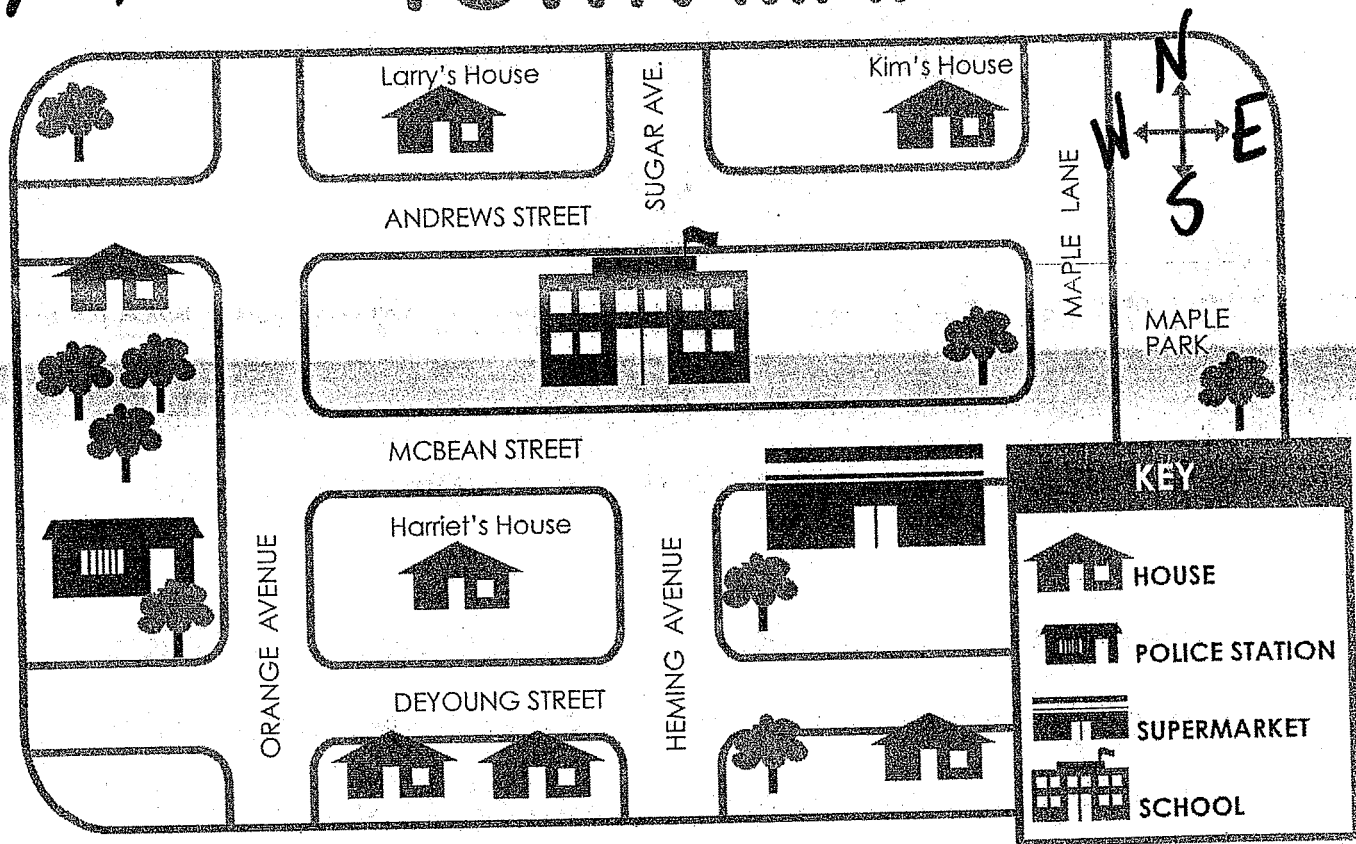 Larry's House
Kim's House
N
W E
S
SUGAR AVE.
ANDREWS STREET
MAPLE LANE
MAPLE
PARK
MCBEAN STREET
KEY
Harriet's House
HOUSE
ORANGE AVENUE
HEMING AVENUE
POLICE STATION
DEYOUNG STREET
SUPERMARKET
SCHOOL